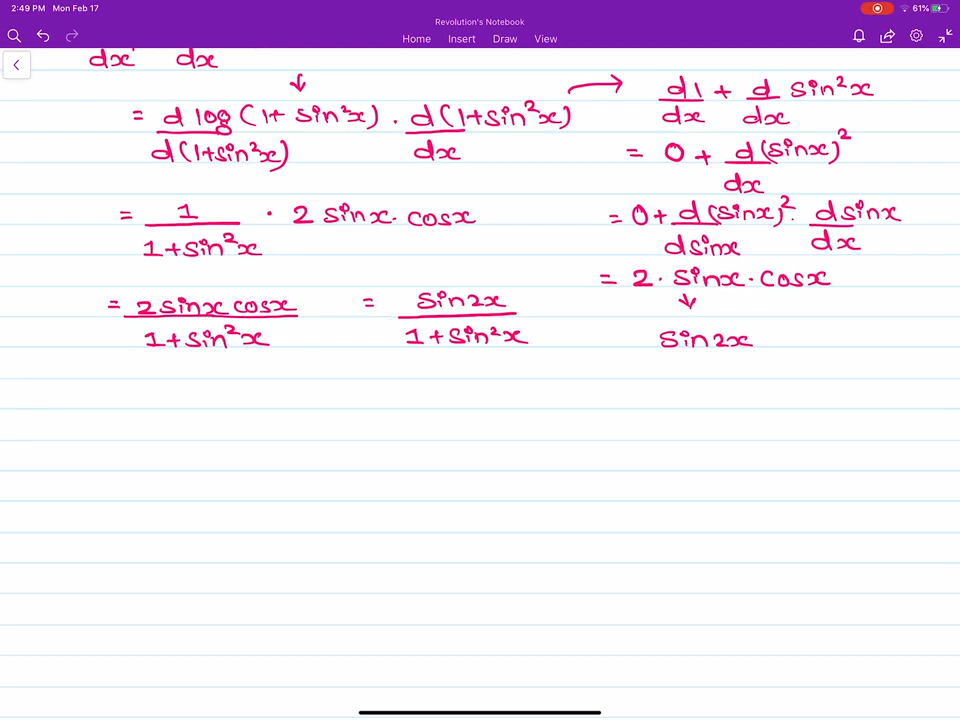 2:49 PM Mon Feb 17
61%
Revolution's Notebook
Home Insert Draw View
dx dx
= d log (1+ sin²x) / d(1+sin²x) . d(1+sin²x) / dx
= 1 / 1+sin²x . 2 sinx. cosx
= 2sinx cosx / 1+sin²x = sin2x / 1+sin²x
d1 / dx + d / dx sin²x
= 0 + d(sinx)² / dx
= 0+ d(sinx)² / dsinx . dsinx / dx
= 2 . sinx . cosx
sin2x